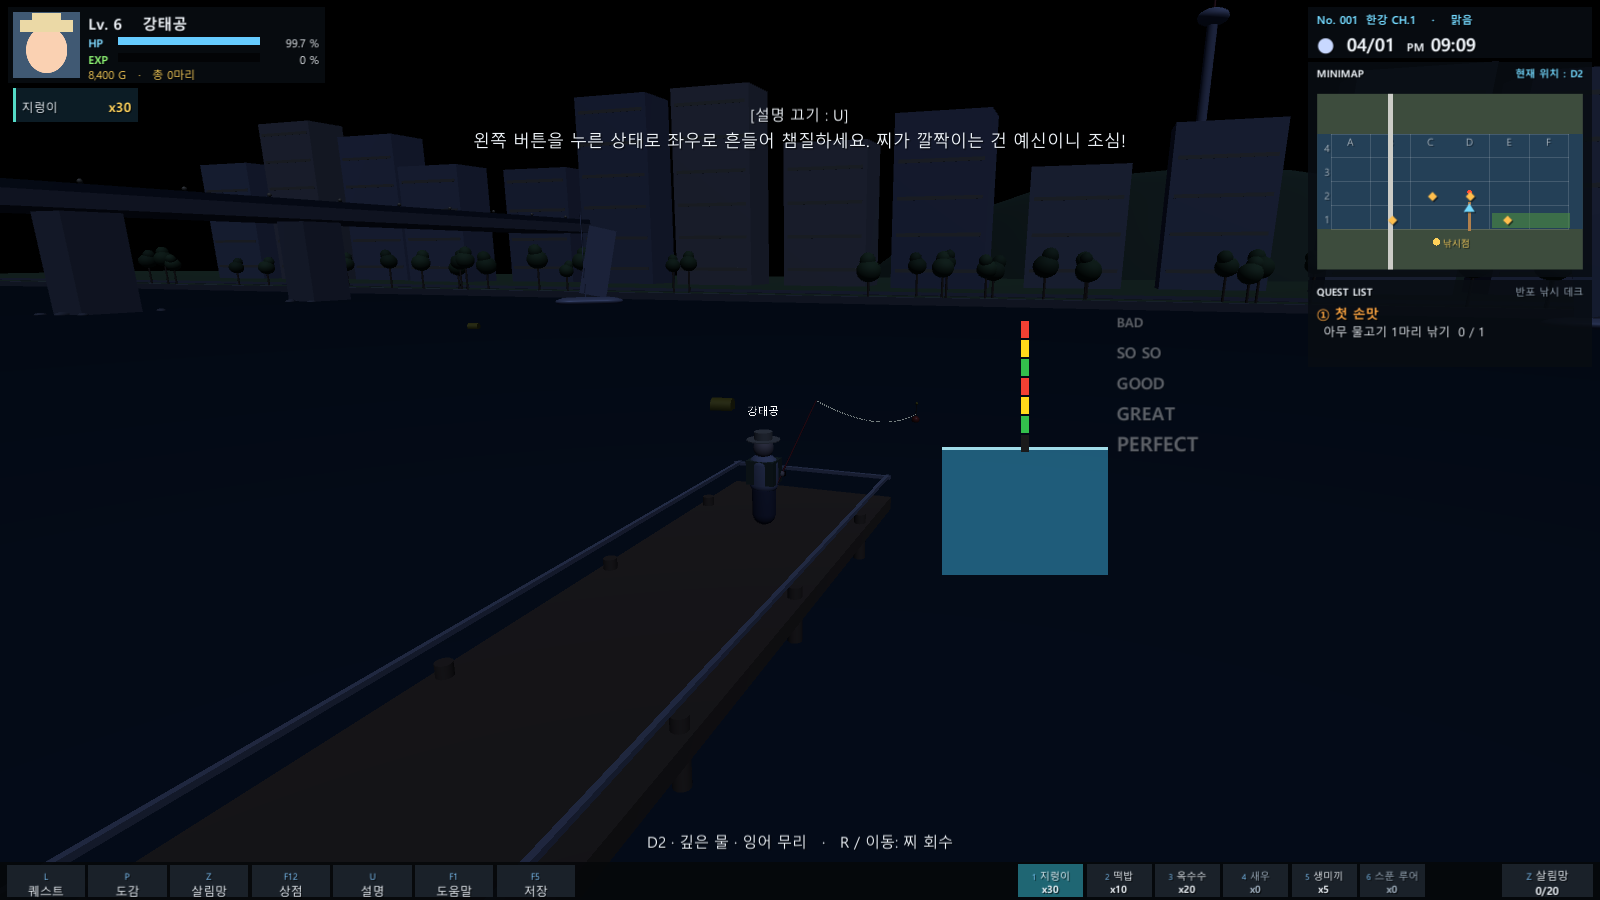 Lv. 6 강태공
HP 99.7 %
EXP 0 %
8,400 G · 총 0마리
지렁이 x30
[설명 끄기 : U]
왼쪽 버튼을 누른 상태로 좌우로 흔들어 챔질하세요. 찌가 깔짝이는 건 예신이니 조심!
No. 001 한강 CH.1 · 맑음
04/01 PM 09:09
MINIMAP 현재 위치 : D2
A C D E F
4
3
2
1
낚시점
QUEST LIST 반포 낚시 데크
① 첫 손맛
아무 물고기 1마리 낚기 0 / 1
BAD
SO SO
GOOD
GREAT
PERFECT
강태공
D2 · 깊은 물 · 잉어 무리 · R / 이동: 찌 회수
L 퀘스트
P 도감
Z 살림망
F12 상점
U 설명
F1 도움말
F5 저장
1 지렁이 x30
2 떡밥 x10
3 옥수수 x20
4 새우 x0
5 생미끼 x5
6 스푼 루어 x0
Z 살림망 0/20